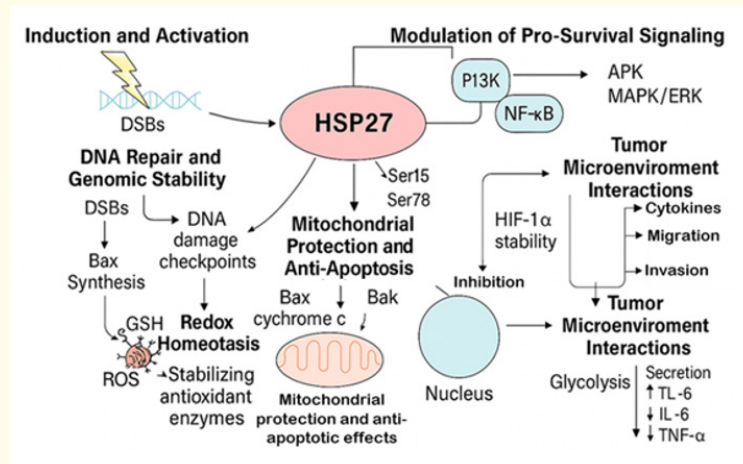 Induction and Activation
Modulation of Pro-Survival Signaling
DSBs
HSP27
P13K
NF-κB
APK
MAPK/ERK
DNA Repair and
Genomic Stability
DSBs
Bax
Synthesis
DNA
damage
checkpoints
Ser15
Ser78
Mitochondrial
Protection and
Anti-Apoptosis
Bax
Bak
cychrome c
Mitochondrial
protection and anti-
apoptotic effects
GSH
ROS
Redox
Homeotasis
Stabilizing
antioxidant
enzymes
HIF-1α
stability
Inhibition
Nucleus
Tumor
Microenviroment
Interactions
Cytokines
Migration
Invasion
Tumor
Microenviroment
Interactions
Glycolysis
Secretion
↑ TL-6
↓ IL-6
↓ TNF-α